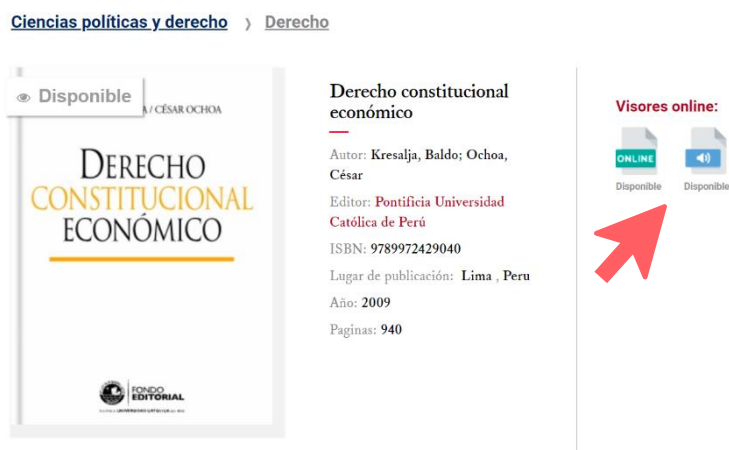 Ciencias políticas y derecho ❯ Derecho
Disponible
A / CÉSAR OCHOA
DERECHO
CONSTITUCIONAL
ECONÓMICO
FONDO
EDITORIAL
Derecho constitucional
económico
Autor: Kresalja, Baldo; Ochoa,
César
Editor: Pontificia Universidad
Católica de Perú
ISBN: 9789972429040
Lugar de publicación: Lima , Peru
Año: 2009
Paginas: 940
Visores online:
ONLINE
Disponible
Disponible